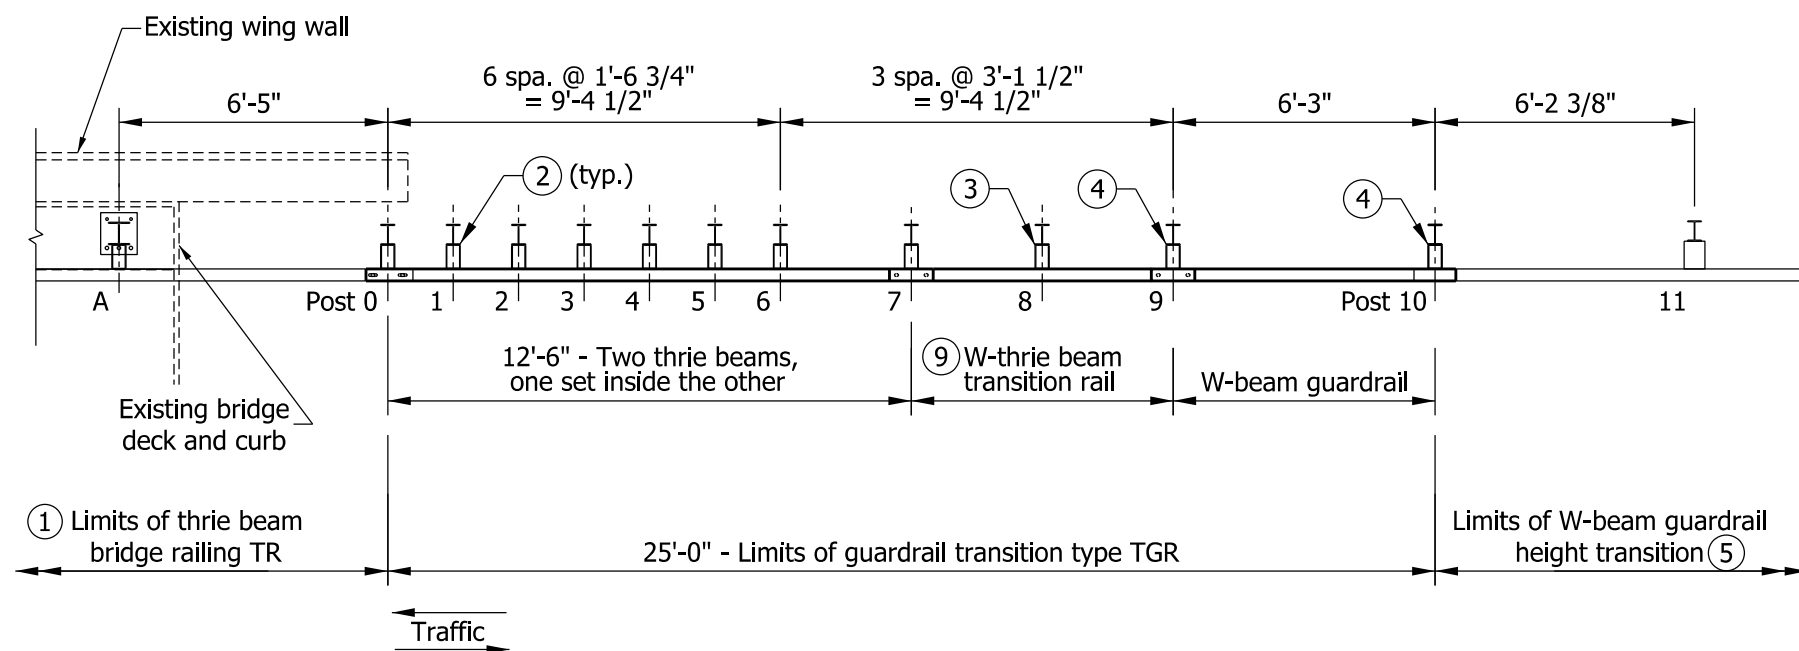 Existing wing wall
6 spa. @ 1'-6 3/4"
= 9'-4 1/2"
3 spa. @ 3'-1 1/2"
= 9'-4 1/2"
6'-5"
6'-3"
6'-2 3/8"
2 (typ.)
3
4
4
A
Post 0
1
2
3
4
5
6
7
8
9
Post 10
11
12'-6" - Two thrie beams,
one set inside the other
9 W-thrie beam
transition rail
W-beam guardrail
Existing bridge
deck and curb
1 Limits of thrie beam
bridge railing TR
25'-0" - Limits of guardrail transition type TGR
Limits of W-beam guardrail
height transition 5
Traffic